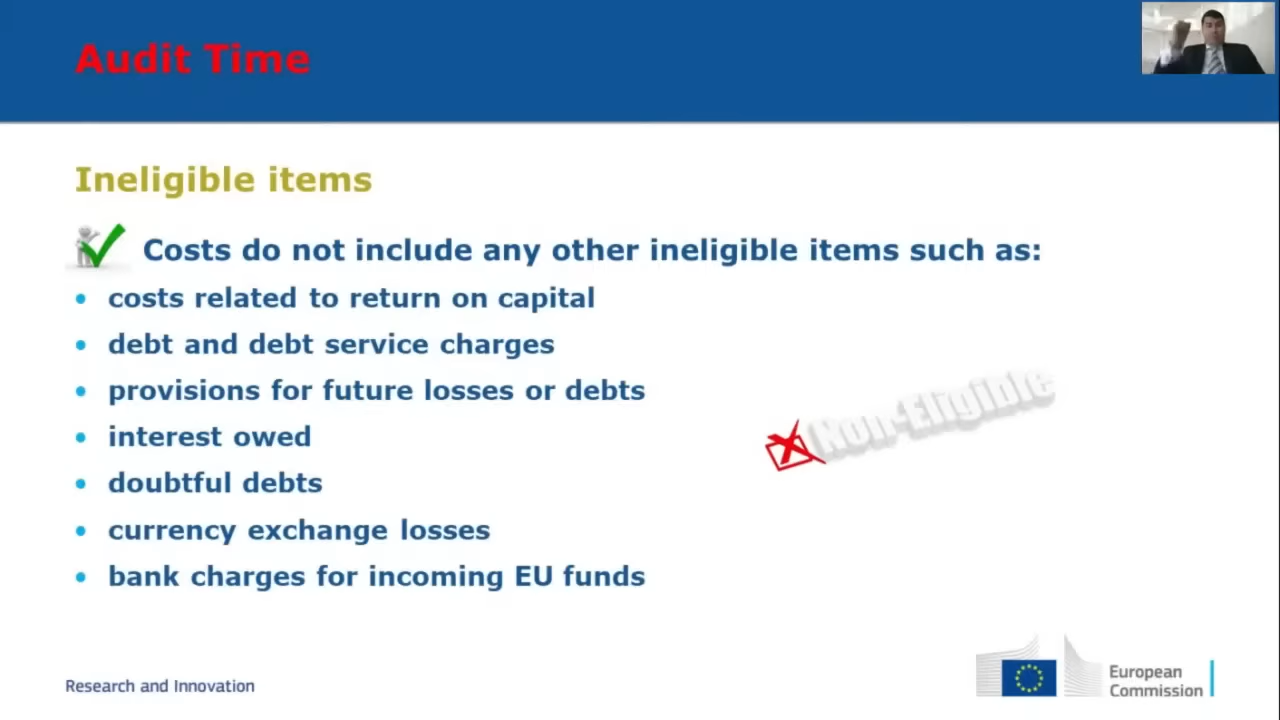 Audit Time
Ineligible items
Costs do not include any other ineligible items such as:
costs related to return on capital
debt and debt service charges
provisions for future losses or debts
interest owed
doubtful debts
currency exchange losses
bank charges for incoming EU funds
Non-Eligible
Research and Innovation
European
Commission